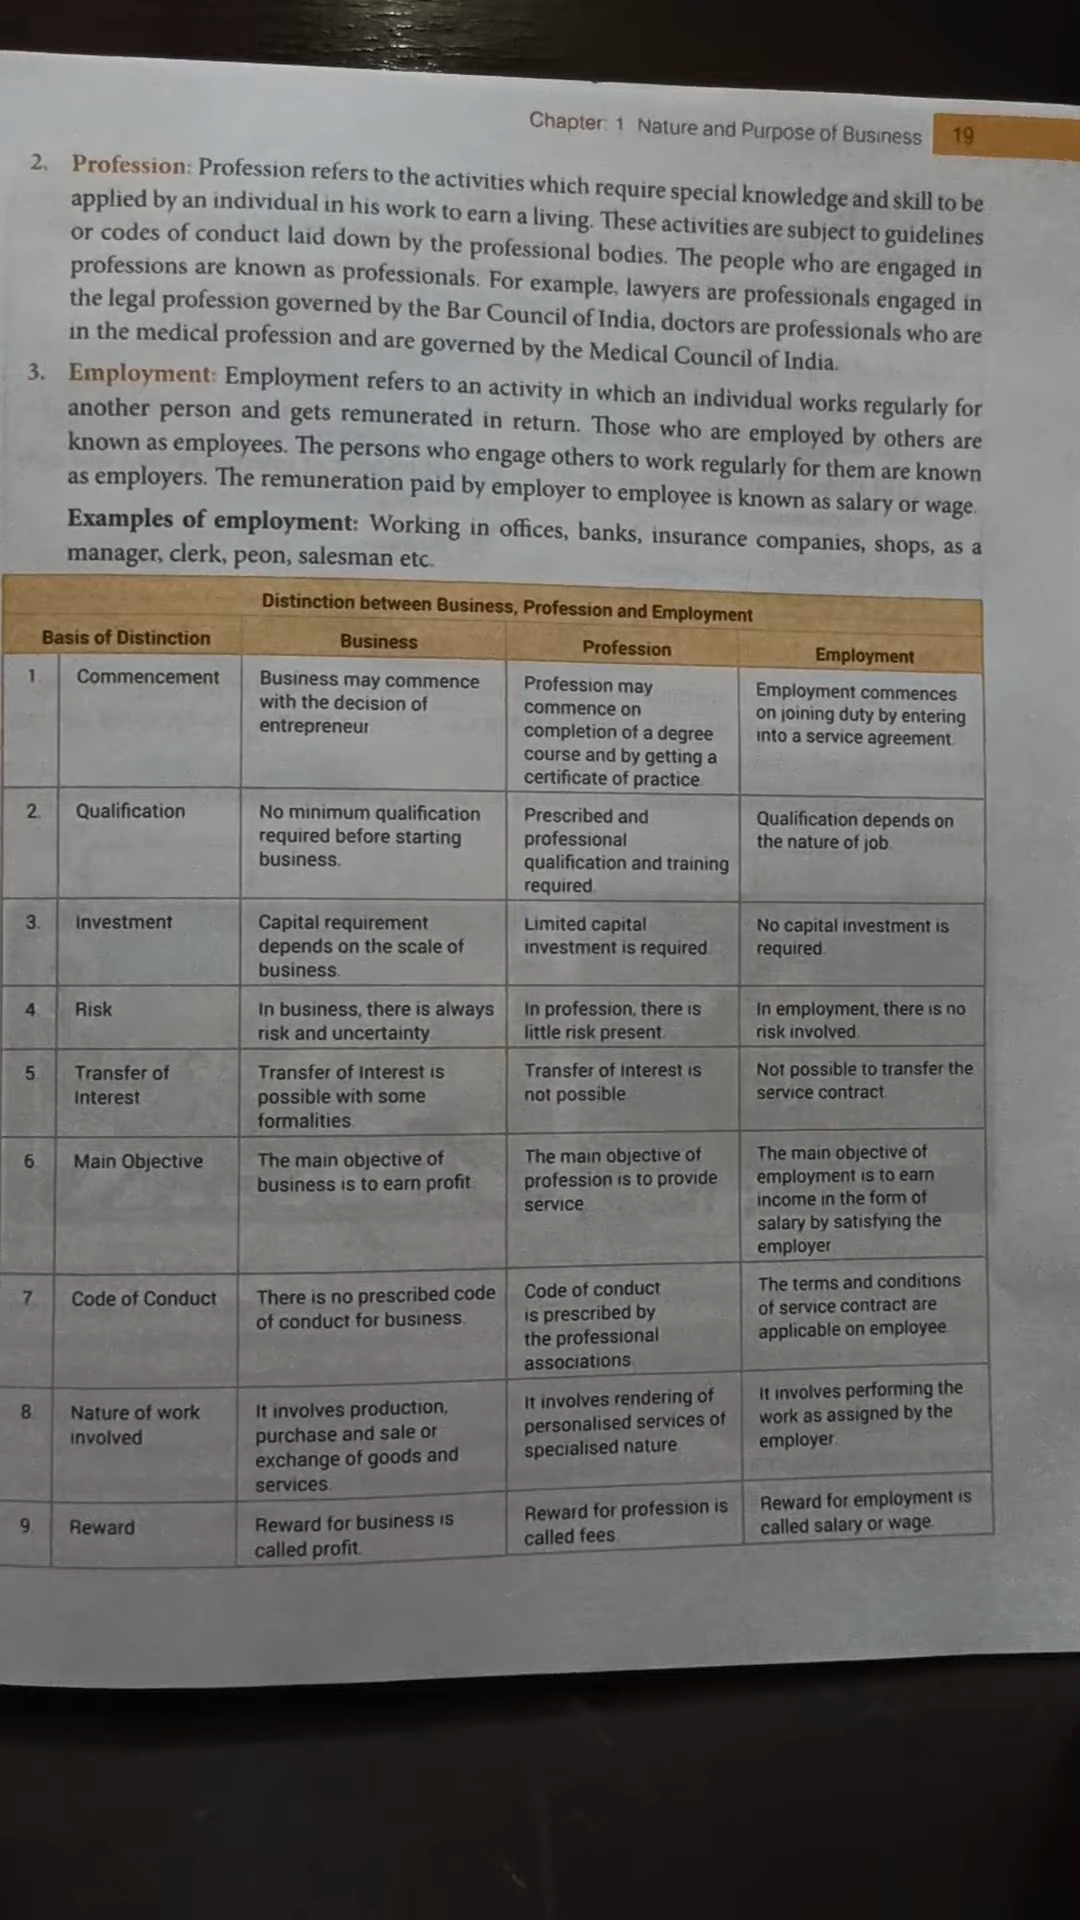 Chapter: 1 Nature and Purpose of Business 19
2. Profession: Profession refers to the activities which require special knowledge and skill to be
applied by an individual in his work to earn a living. These activities are subject to guidelines
or codes of conduct laid down by the professional bodies. The people who are engaged in
professions are known as professionals. For example, lawyers are professionals engaged in
the legal profession governed by the Bar Council of India, doctors are professionals who are
in the medical profession and are governed by the Medical Council of India.
3. Employment: Employment refers to an activity in which an individual works regularly for
another person and gets remunerated in return. Those who are employed by others are
known as employees. The persons who engage others to work regularly for them are known
as employers. The remuneration paid by employer to employee is known as salary or wage.
Examples of employment: Working in offices, banks, insurance companies, shops, as a
manager, clerk, peon, salesman etc.
Distinction between Business, Profession and Employment
Basis of Distinction
Business
Profession
Employment
1.
Commencement
Business may commence
with the decision of
entrepreneur.
Profession may
commence on
completion of a degree
course and by getting a
certificate of practice.
Employment commences
on joining duty by entering
into a service agreement.
2.
Qualification
No minimum qualification
required before starting
business.
Prescribed and
professional
qualification and training
required.
Qualification depends on
the nature of job.
3.
Investment
Capital requirement
depends on the scale of
business.
Limited capital
investment is required.
No capital investment is
required.
4.
Risk
In business, there is always
risk and uncertainty.
In profession, there is
little risk present.
In employment, there is no
risk involved.
5.
Transfer of
Interest
Transfer of Interest is
possible with some
formalities.
Transfer of Interest is
not possible.
Not possible to transfer the
service contract.
6.
Main Objective
The main objective of
business is to earn profit.
The main objective of
profession is to provide
service.
The main objective of
employment is to earn
income in the form of
salary by satisfying the
employer.
7.
Code of Conduct
There is no prescribed code
of conduct for business.
Code of conduct
is prescribed by
the professional
associations.
The terms and conditions
of service contract are
applicable on employee.
8.
Nature of work
involved
It involves production,
purchase and sale or
exchange of goods and
services.
It involves rendering of
personalised services of
specialised nature.
It involves performing the
work as assigned by the
employer.
9.
Reward
Reward for business is
called profit.
Reward for profession is
called fees.
Reward for employment is
called salary or wage.